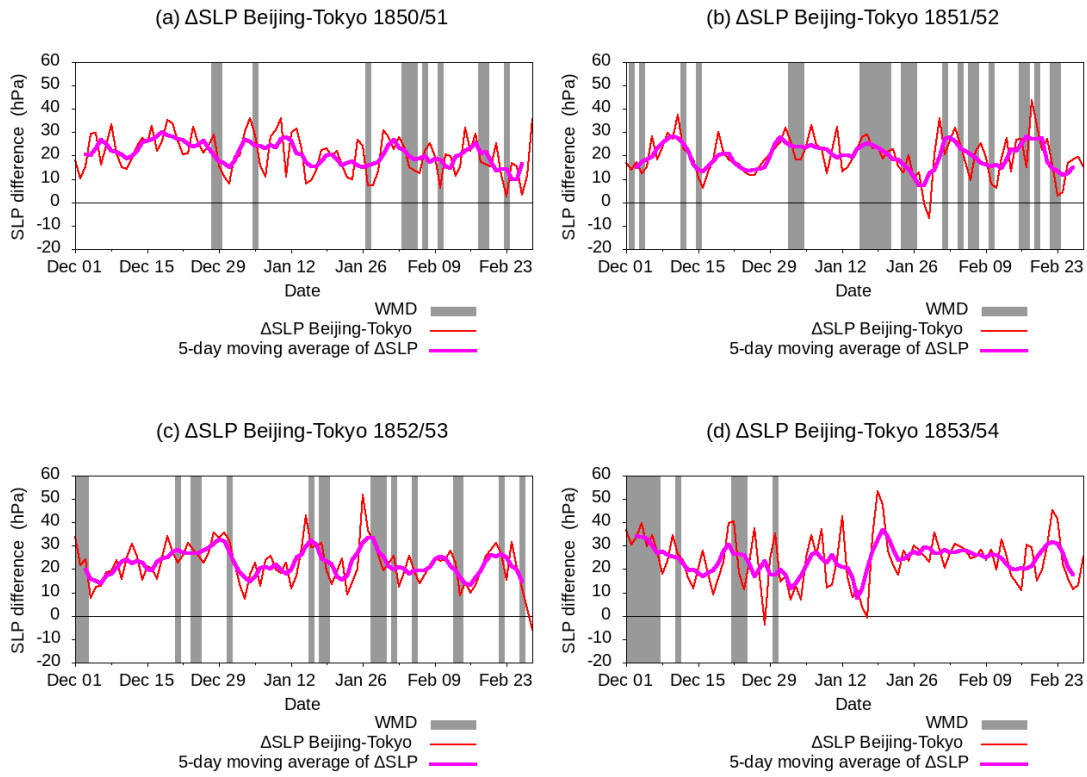 (a) ΔSLP Beijing-Tokyo 1850/51
60
50
40
30
20
10
0
-10
-20
SLP difference (hPa)
Dec 01 Dec 15 Dec 29 Jan 12 Jan 26 Feb 09 Feb 23
Date
WMD
ΔSLP Beijing-Tokyo
5-day moving average of ΔSLP
(b) ΔSLP Beijing-Tokyo 1851/52
60
50
40
30
20
10
0
-10
-20
SLP difference (hPa)
Dec 01 Dec 15 Dec 29 Jan 12 Jan 26 Feb 09 Feb 23
Date
WMD
ΔSLP Beijing-Tokyo
5-day moving average of ΔSLP
(c) ΔSLP Beijing-Tokyo 1852/53
60
50
40
30
20
10
0
-10
-20
SLP difference (hPa)
Dec 01 Dec 15 Dec 29 Jan 12 Jan 26 Feb 09 Feb 23
Date
WMD
ΔSLP Beijing-Tokyo
5-day moving average of ΔSLP
(d) ΔSLP Beijing-Tokyo 1853/54
60
50
40
30
20
10
0
-10
-20
SLP difference (hPa)
Dec 01 Dec 15 Dec 29 Jan 12 Jan 26 Feb 09 Feb 23
Date
WMD
ΔSLP Beijing-Tokyo
5-day moving average of ΔSLP